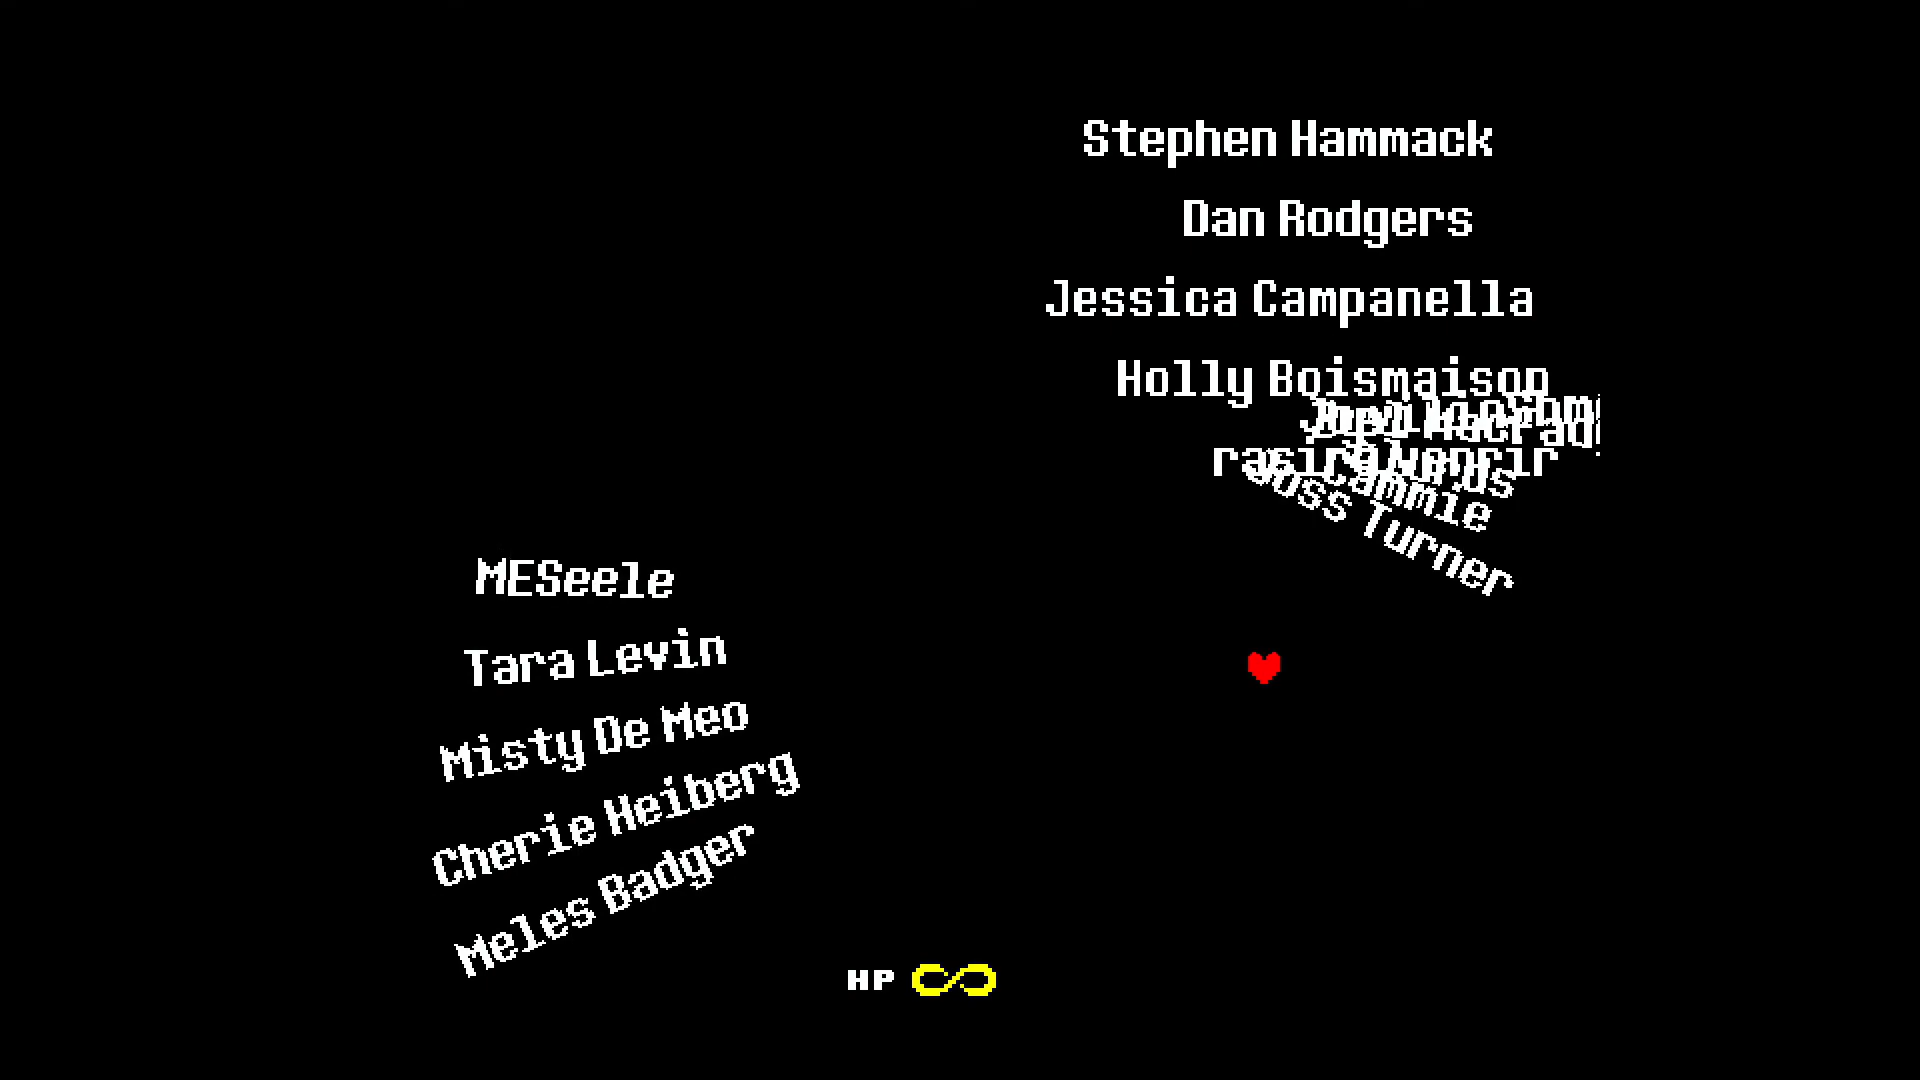 Stephen Hammack
Dan Rodgers
Jessica Campanella
Holly Boismaison
Cammie
Joss Turner
MESeele
Tara Levin
Misty De Meo
Cherie Heiberg
Meles Badger
HP ∞